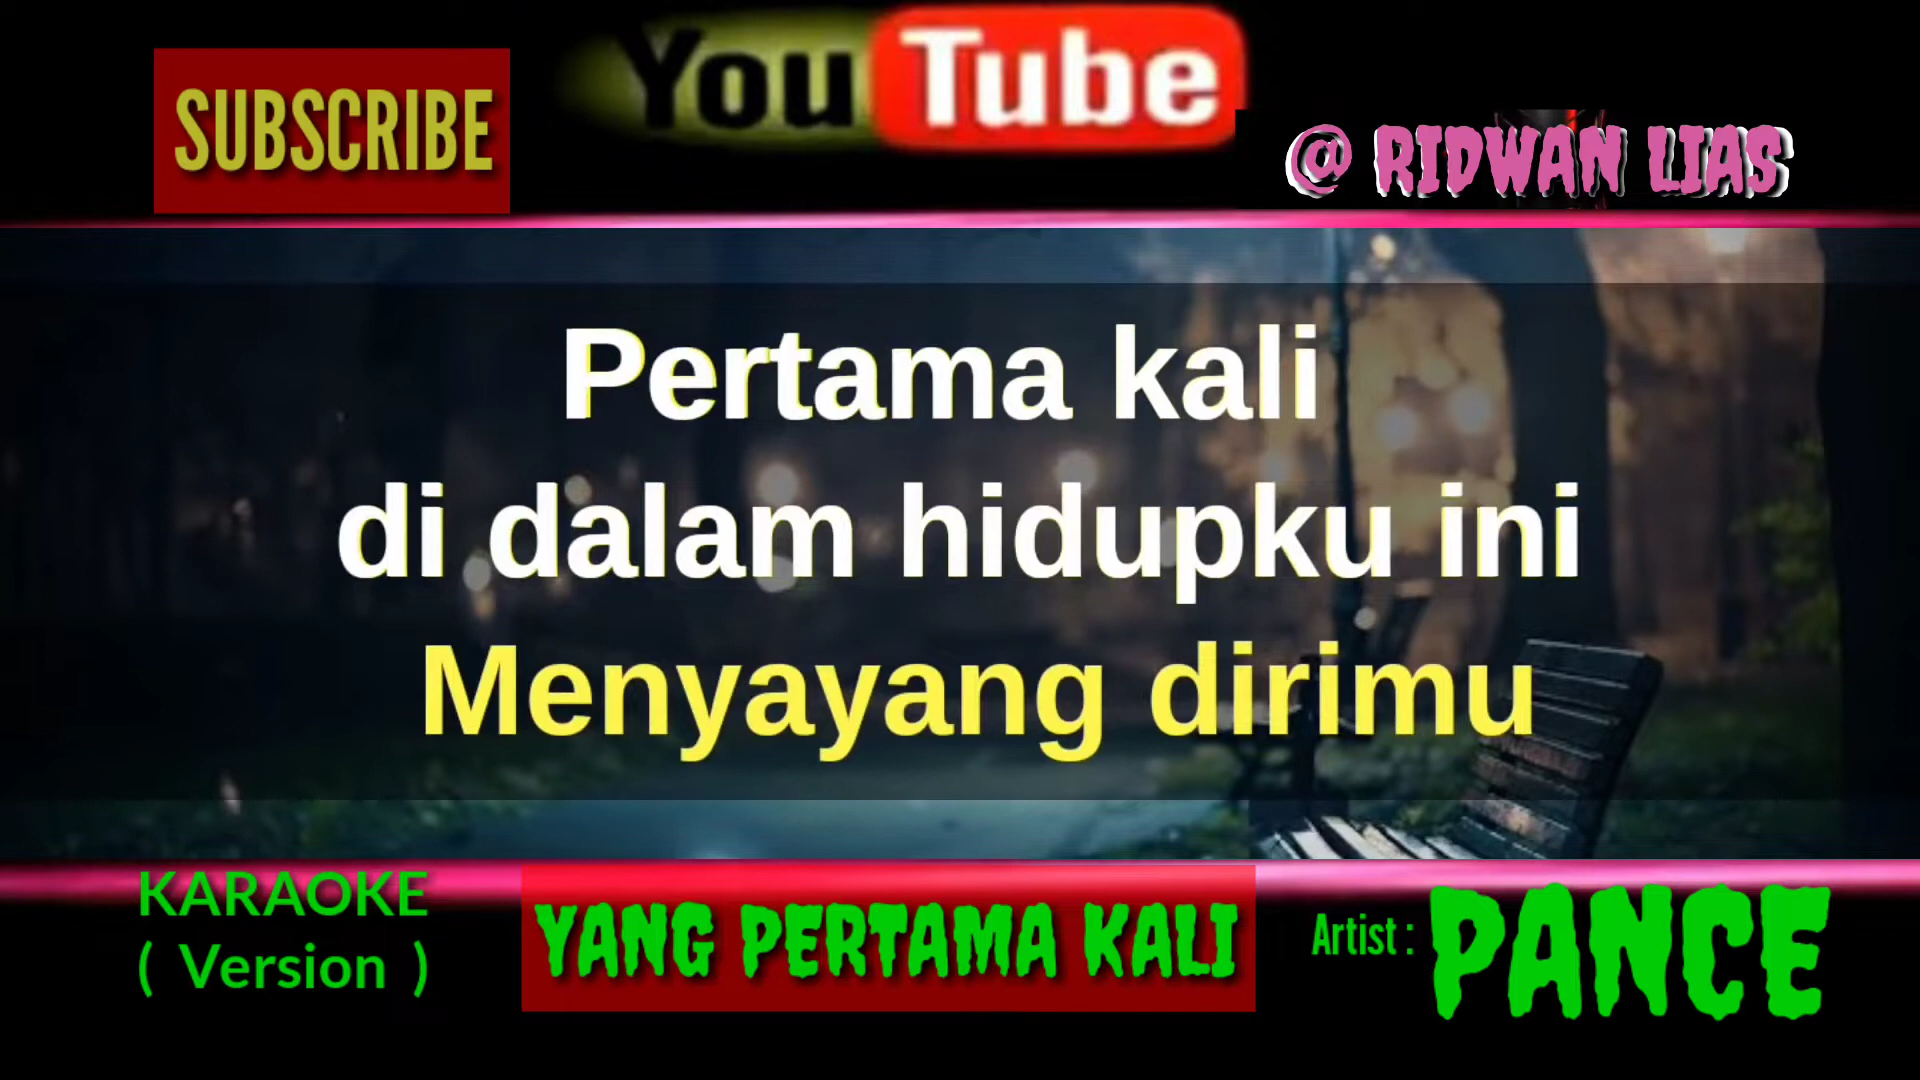 YouTube
SUBSCRIBE
@ RIDWAN LIAS
Pertama kali
di dalam hidupku ini
Menyayang dirimu
KARAOKE
( Version )
YANG PERTAMA KALI
Artist : PANCE